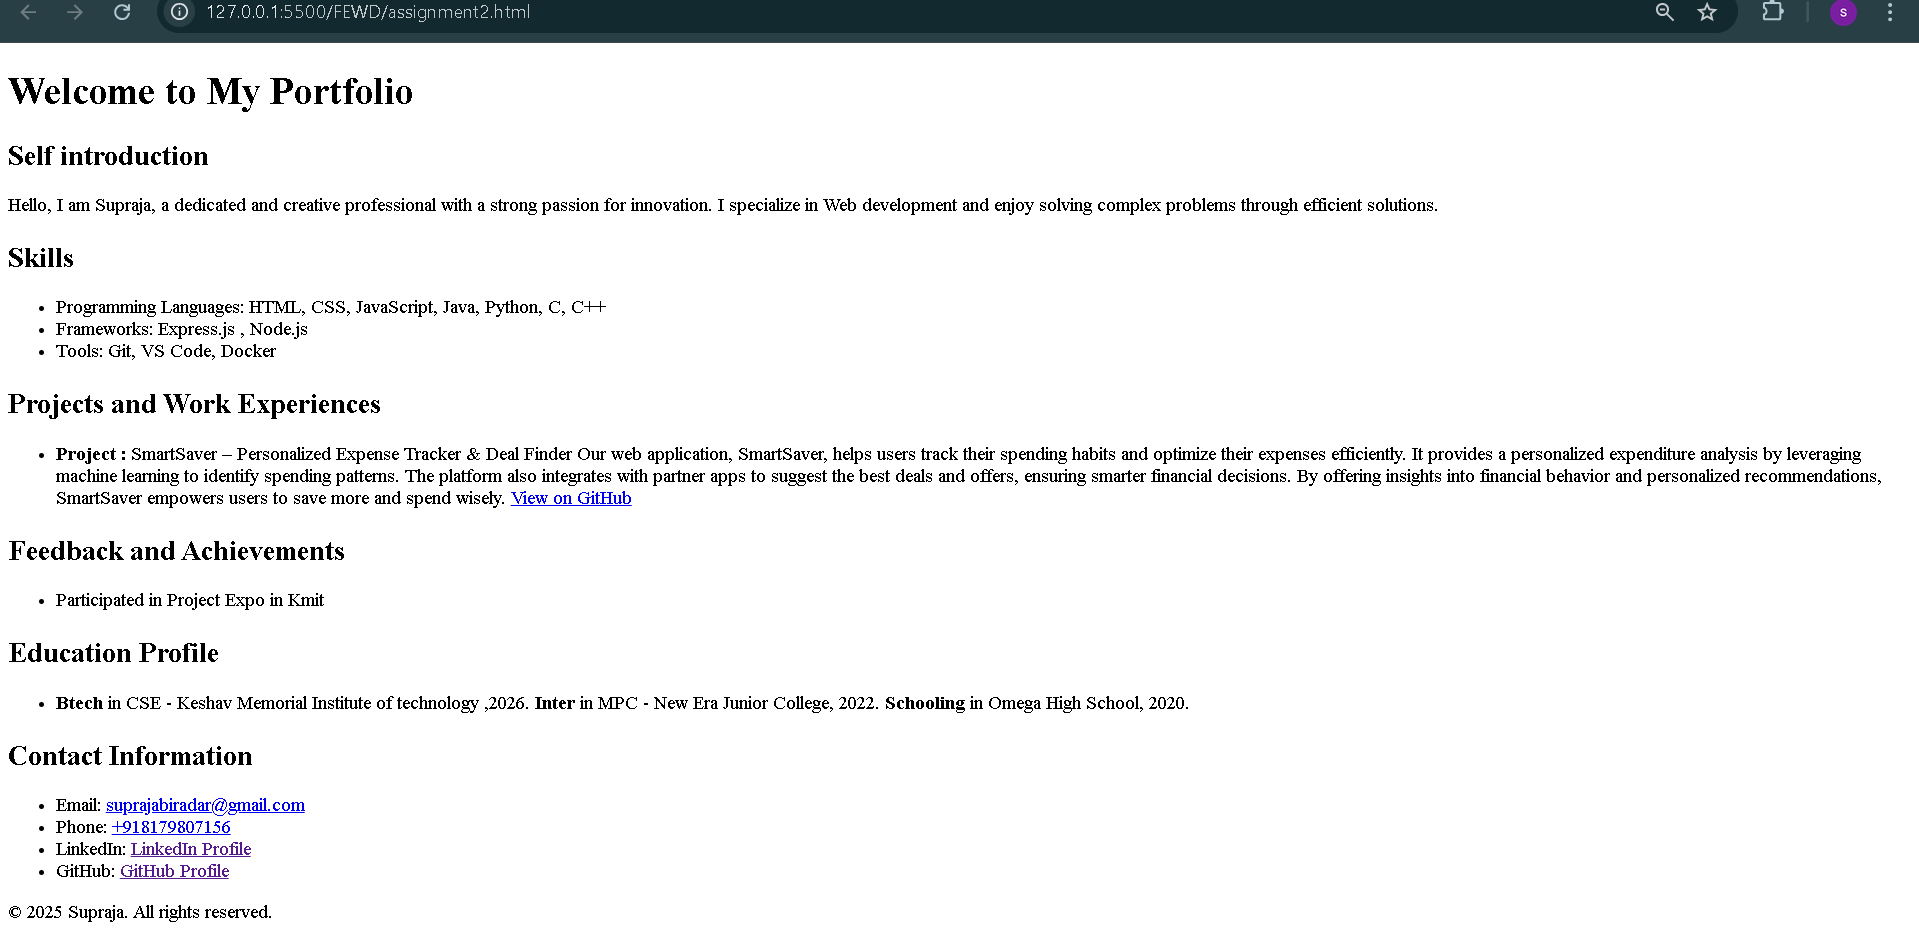 127.0.0.1:5500/FEWD/assignment2.html
S
Welcome to My Portfolio
Self introduction
Hello, I am Supraja, a dedicated and creative professional with a strong passion for innovation. I specialize in Web development and enjoy solving complex problems through efficient solutions.
Skills
• Programming Languages: HTML, CSS, JavaScript, Java, Python, C, C++
• Frameworks: Express.js , Node.js
• Tools: Git, VS Code, Docker
Projects and Work Experiences
• Project : SmartSaver – Personalized Expense Tracker & Deal Finder Our web application, SmartSaver, helps users track their spending habits and optimize their expenses efficiently. It provides a personalized expenditure analysis by leveraging
machine learning to identify spending patterns. The platform also integrates with partner apps to suggest the best deals and offers, ensuring smarter financial decisions. By offering insights into financial behavior and personalized recommendations,
SmartSaver empowers users to save more and spend wisely. View on GitHub
Feedback and Achievements
• Participated in Project Expo in Kmit
Education Profile
• Btech in CSE - Keshav Memorial Institute of technology ,2026. Inter in MPC - New Era Junior College, 2022. Schooling in Omega High School, 2020.
Contact Information
• Email: suprajabiradar@gmail.com
• Phone: +918179807156
• LinkedIn: LinkedIn Profile
• GitHub: GitHub Profile
© 2025 Supraja. All rights reserved.